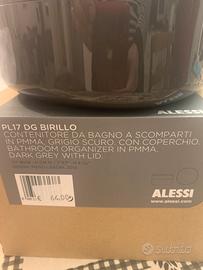 PL17 DG BIRILLO
CONTENITORE DA BAGNO A SCOMPARTI
IN PMMA, GRIGIO SCURO. CON COPERCHIO.
BATHROOM ORGANIZER IN PMMA,
DARK GREY WITH LID.
64,00
ALESSI
www.alessi.com
Subito